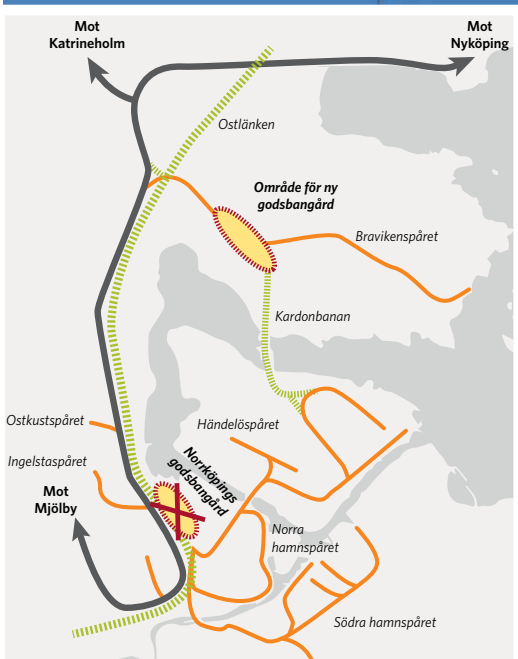 Mot
Katrineholm
Mot
Nyköping
Ostlänken
Område för ny
godsbangård
Bravikenspåret
Kardonbanan
Ostkustspåret
Händelöspåret
Ingelstaspåret
Norrköpings
godsbangård
Mot
Mjölby
Norra
hamnspåret
Södra hamnspåret